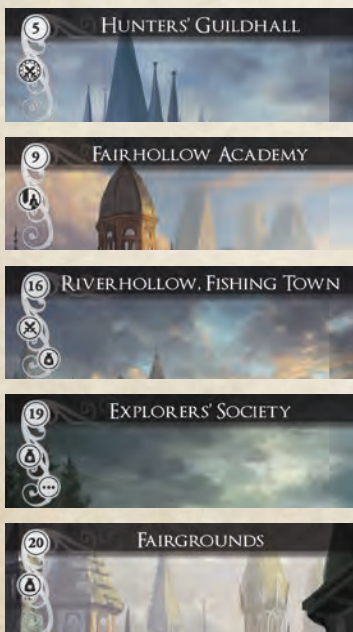 5 HUNTERS' GUILDHALL
9 FAIRHOLLOW ACADEMY
16 RIVERHOLLOW, FISHING TOWN
19 EXPLORERS' SOCIETY
20 FAIRGROUNDS